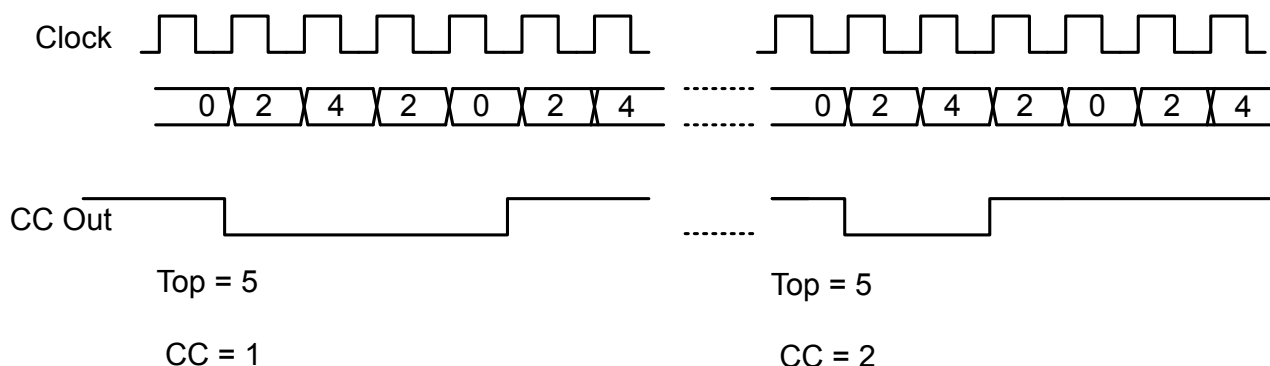 Clock
0 2 4 2 0 2 4 0 2 4 2 0 2 4
CC Out
Top = 5 Top = 5
CC = 1 CC = 2